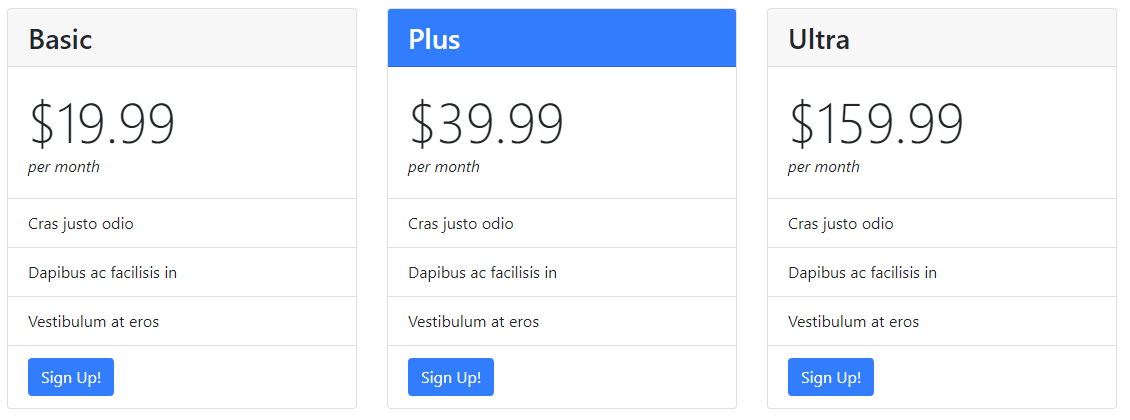 Basic
$19.99
per month
Cras justo odio
Dapibus ac facilisis in
Vestibulum at eros
Sign Up!
Plus
$39.99
per month
Cras justo odio
Dapibus ac facilisis in
Vestibulum at eros
Sign Up!
Ultra
$159.99
per month
Cras justo odio
Dapibus ac facilisis in
Vestibulum at eros
Sign Up!